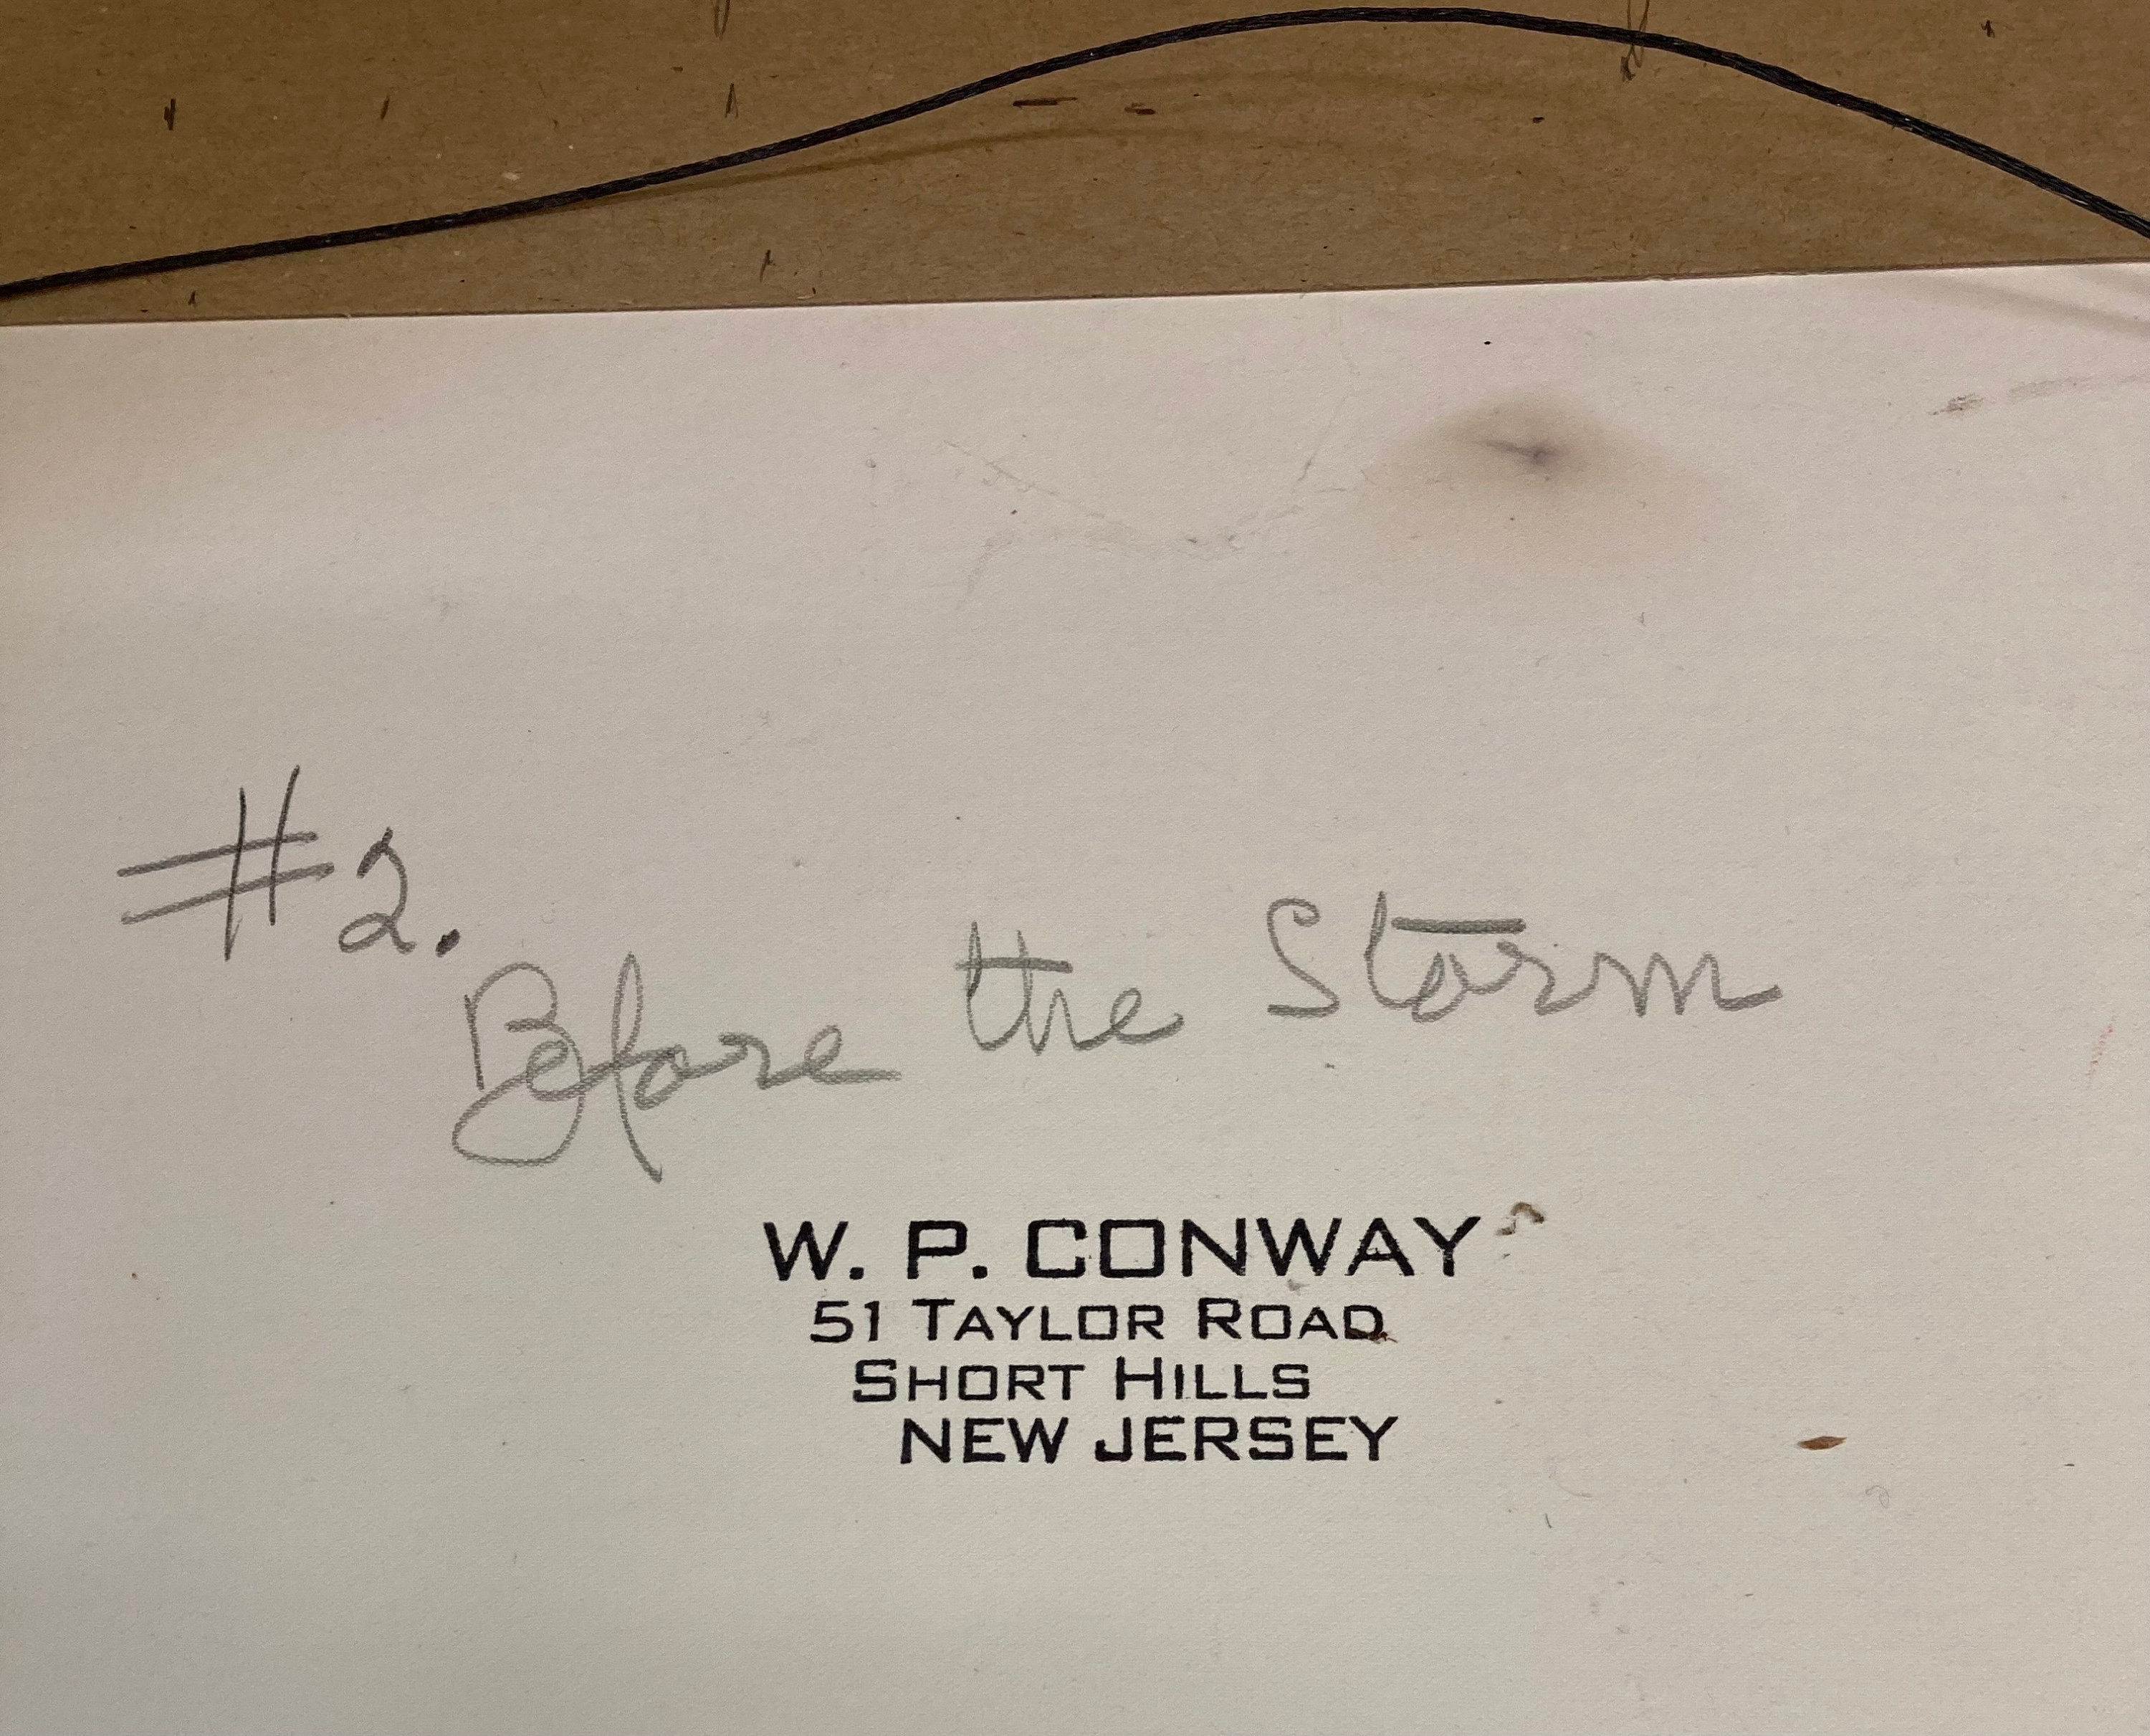 #2.
Before the Storm
W. P. CONWAY
51 TAYLOR ROAD
SHORT HILLS
NEW JERSEY